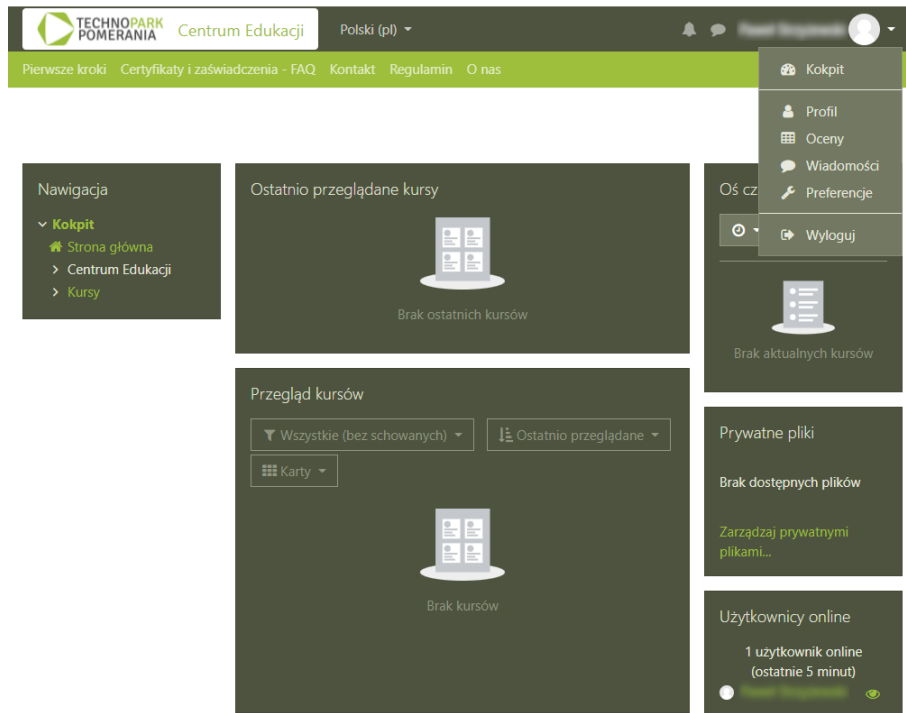 TECHNOPARK
POMERANIA
Centrum Edukacji
Polski (pl)
Pierwsze kroki Certyfikaty i zaświadczenia - FAQ Kontakt Regulamin O nas
Kokpit
Profil
Oceny
Wiadomości
Preferencje
Wyloguj
Nawigacja
Kokpit
Strona główna
Centrum Edukacji
Kursy
Ostatnio przeglądane kursy
Brak ostatnich kursów
Przegląd kursów
Wszystkie (bez schowanych)
Ostatnio przeglądane
Karty
Brak kursów
Oś cz
Brak aktualnych kursów
Prywatne pliki
Brak dostępnych plików
Zarządzaj prywatnymi
plikami...
Użytkownicy online
1 użytkownik online
(ostatnie 5 minut)